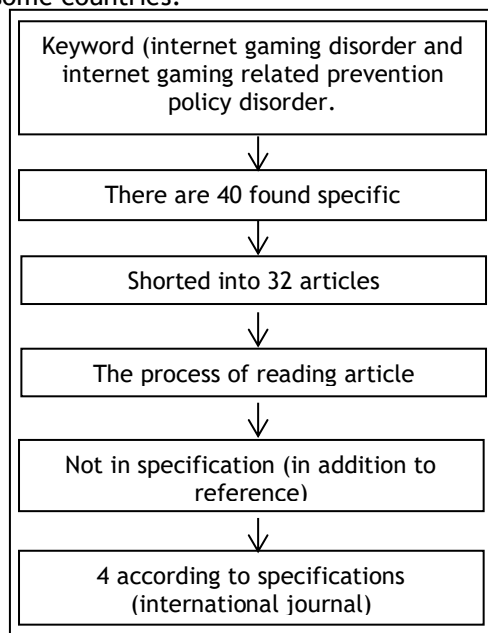 some countries.
Keyword (internet gaming disorder and
internet gaming related prevention
policy disorder.
There are 40 found specific
Shorted into 32 articles
The process of reading article
Not in specification (in addition to
reference)
4 according to specifications
(international journal)